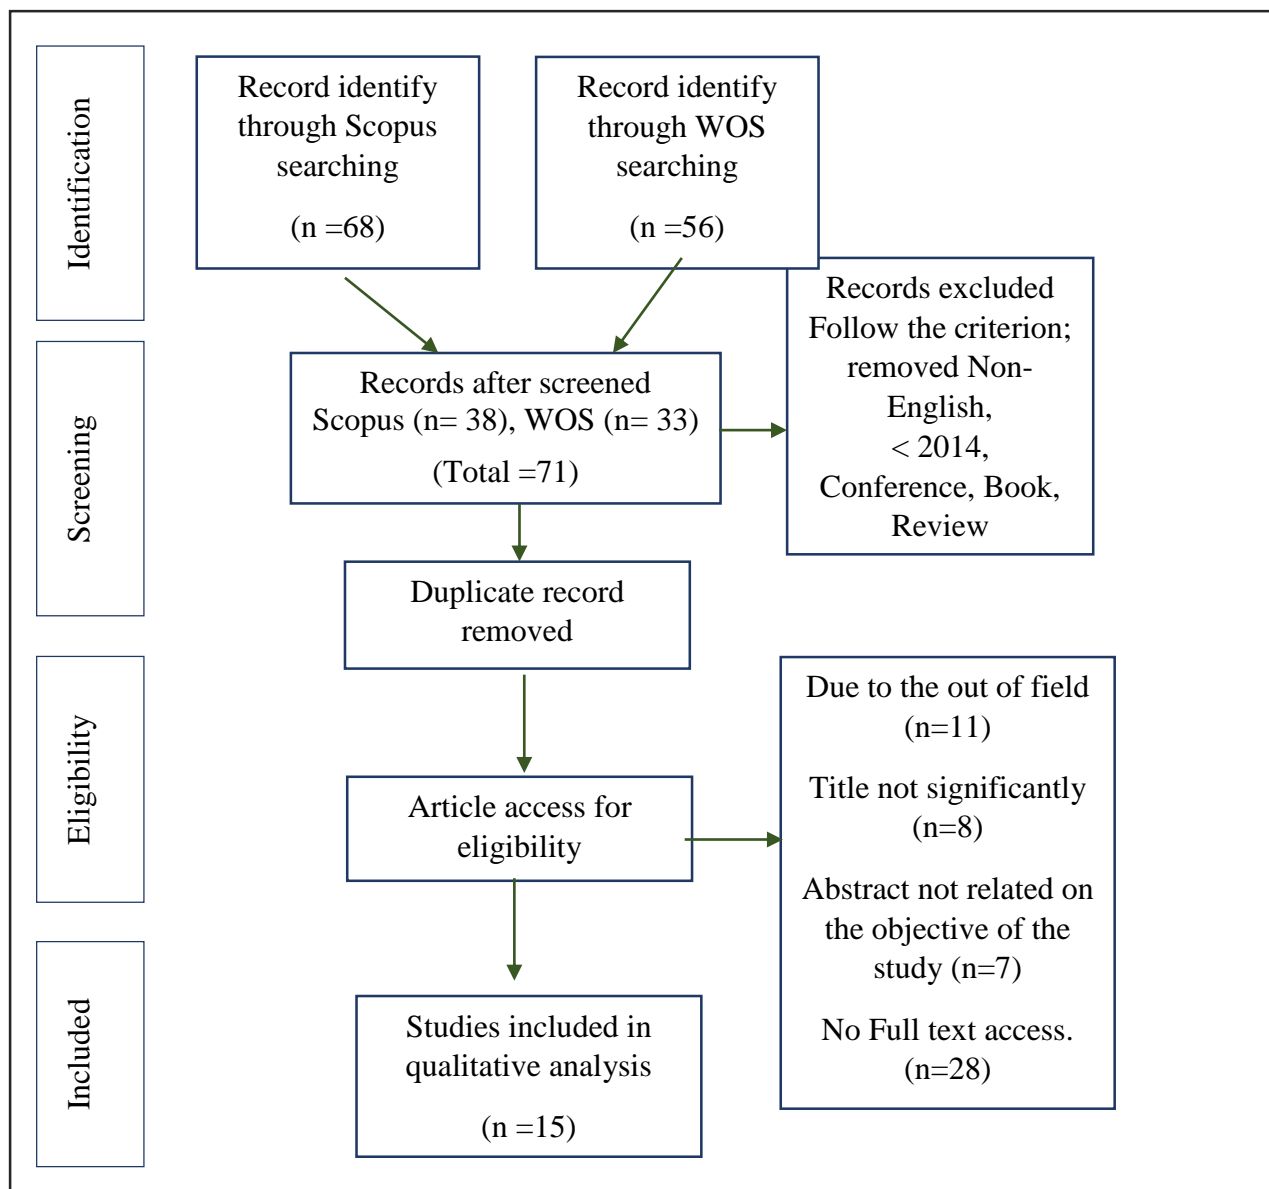 Identification
Record identify
through Scopus
searching
(n =68)
Record identify
through WOS
searching
(n =56)
Records excluded
Follow the criterion;
removed Non-
English,
< 2014,
Conference, Book,
Review
Screening
Records after screened
Scopus (n= 38), WOS (n= 33)
(Total =71)
Duplicate record
removed
Eligibility
Article access for
eligibility
Due to the out of field
(n=11)
Title not significantly
(n=8)
Abstract not related on
the objective of the
study (n=7)
No Full text access.
(n=28)
Included
Studies included in
qualitative analysis
(n =15)